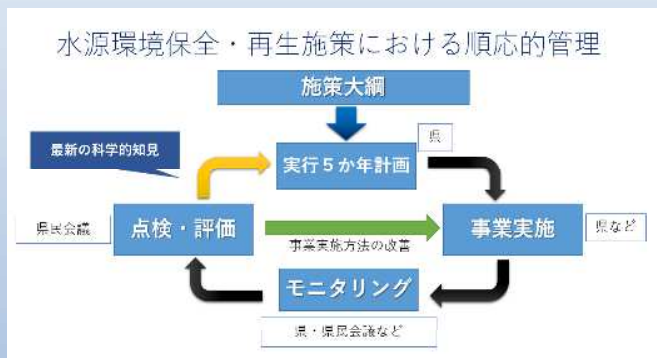 水源環境保全・再生施策における順応的管理
施策大綱
最新の科学的知見
県
実行５か年計画
県民会議
点検・評価
事業実施
県など
事業実施方法の改善
モニタリング
県・県民会議など